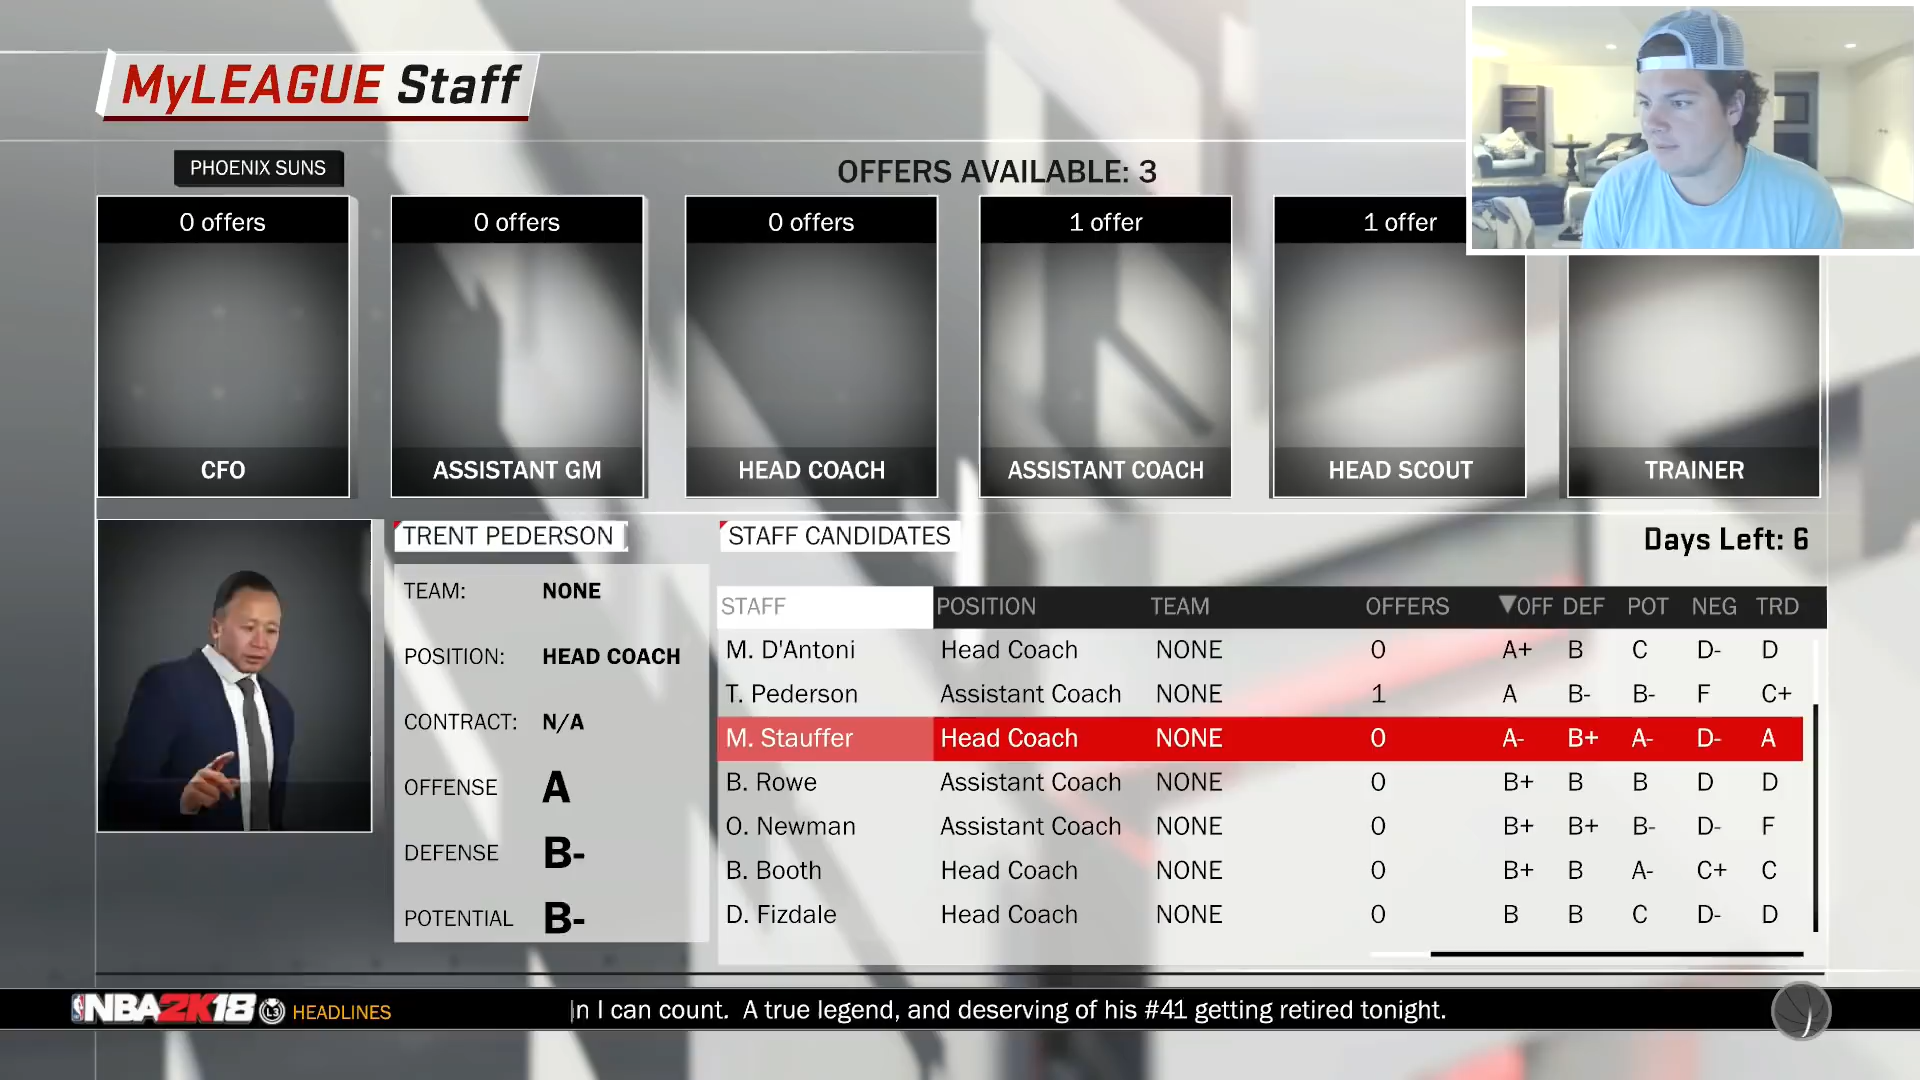 MyLEAGUE Staff
PHOENIX SUNS
OFFERS AVAILABLE: 3
0 offers
0 offers
0 offers
1 offer
1 offer
CFO
ASSISTANT GM
HEAD COACH
ASSISTANT COACH
HEAD SCOUT
TRAINER
TRENT PEDERSON
TEAM: NONE
POSITION: HEAD COACH
CONTRACT: N/A
OFFENSE A
DEFENSE B-
POTENTIAL B-
STAFF CANDIDATES
Days Left: 6
STAFF POSITION TEAM OFFERS ▼OFF DEF POT NEG TRD
M. D'Antoni Head Coach NONE 0 A+ B C D- D
T. Pederson Assistant Coach NONE 1 A B- B- F C+
M. Stauffer Head Coach NONE 0 A- B+ A- D- A
B. Rowe Assistant Coach NONE 0 B+ B B D D
O. Newman Assistant Coach NONE 0 B+ B+ B- D- F
B. Booth Head Coach NONE 0 B+ B A- C+ C
D. Fizdale Head Coach NONE 0 B B C D- D
NBA2K18 L3 HEADLINES n I can count. A true legend, and deserving of his #41 getting retired tonight.